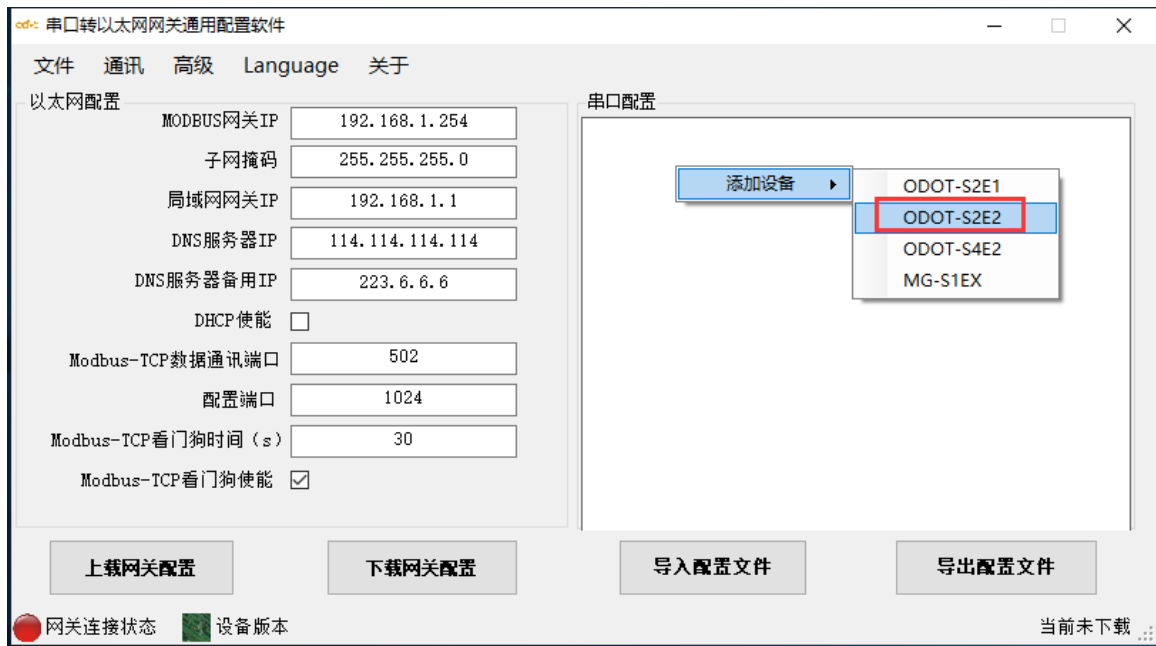 串口转以太网网关通用配置软件
文件 通讯 高级 Language 关于
以太网配置
MODBUS网关IP 192.168.1.254
子网掩码 255.255.255.0
局域网网关IP 192.168.1.1
DNS服务器IP 114.114.114.114
DNS服务器备用IP 223.6.6.6
DHCP使能
Modbus-TCP数据通讯端口 502
配置端口 1024
Modbus-TCP看门狗时间（s） 30
Modbus-TCP看门狗使能
串口配置
添加设备
ODOT-S2E1
ODOT-S2E2
ODOT-S4E2
MG-S1EX
上载网关配置 下载网关配置 导入配置文件 导出配置文件
网关连接状态 设备版本 当前未下载